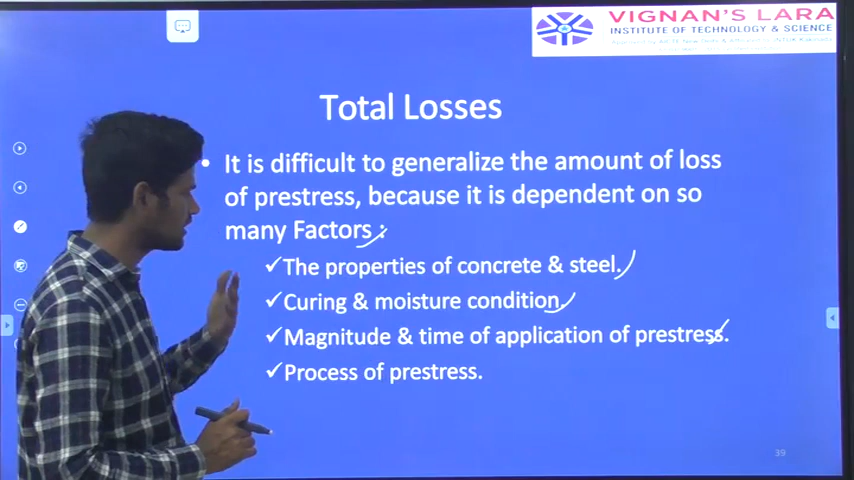 VIGNAN'S LARA
INSTITUTE OF TECHNOLOGY & SCIENCE
Total Losses
• It is difficult to generalize the amount of loss
of prestress, because it is dependent on so
many Factors :
✓The properties of concrete & steel.
✓Curing & moisture condition
✓Magnitude & time of application of prestress.
✓Process of prestress.
39